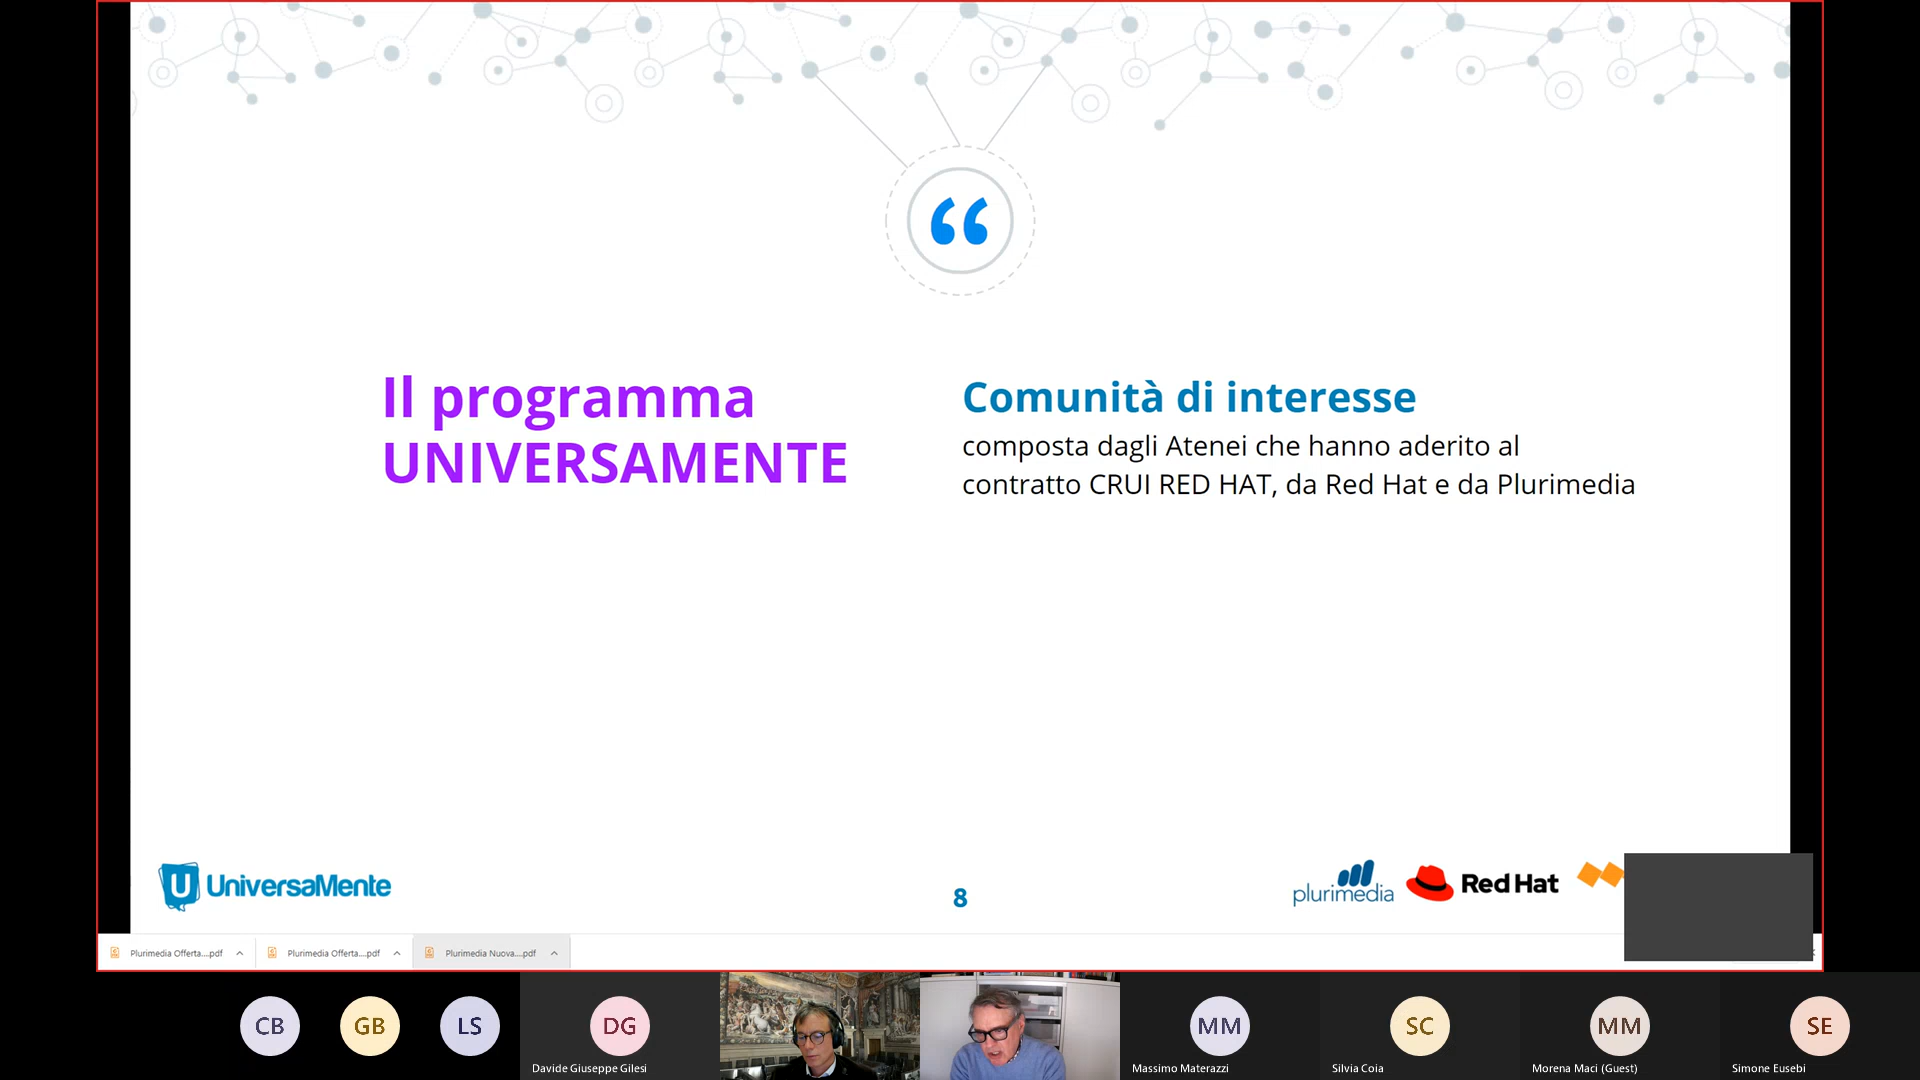 “
Il programma
UNIVERSAMENTE
Comunità di interesse
composta dagli Atenei che hanno aderito al
contratto CRUI RED HAT, da Red Hat e da Plurimedia
U UniversaMente
8
plurimedia
Red Hat
Plurimedia Offerta....pdf
Plurimedia Offerta....pdf
Plurimedia Nuova....pdf
CB
GB
LS
DG
MM
SC
MM
SE
Davide Giuseppe Gilesi
Massimo Materazzi
Silvia Coia
Morena Maci (Guest)
Simone Eusebi